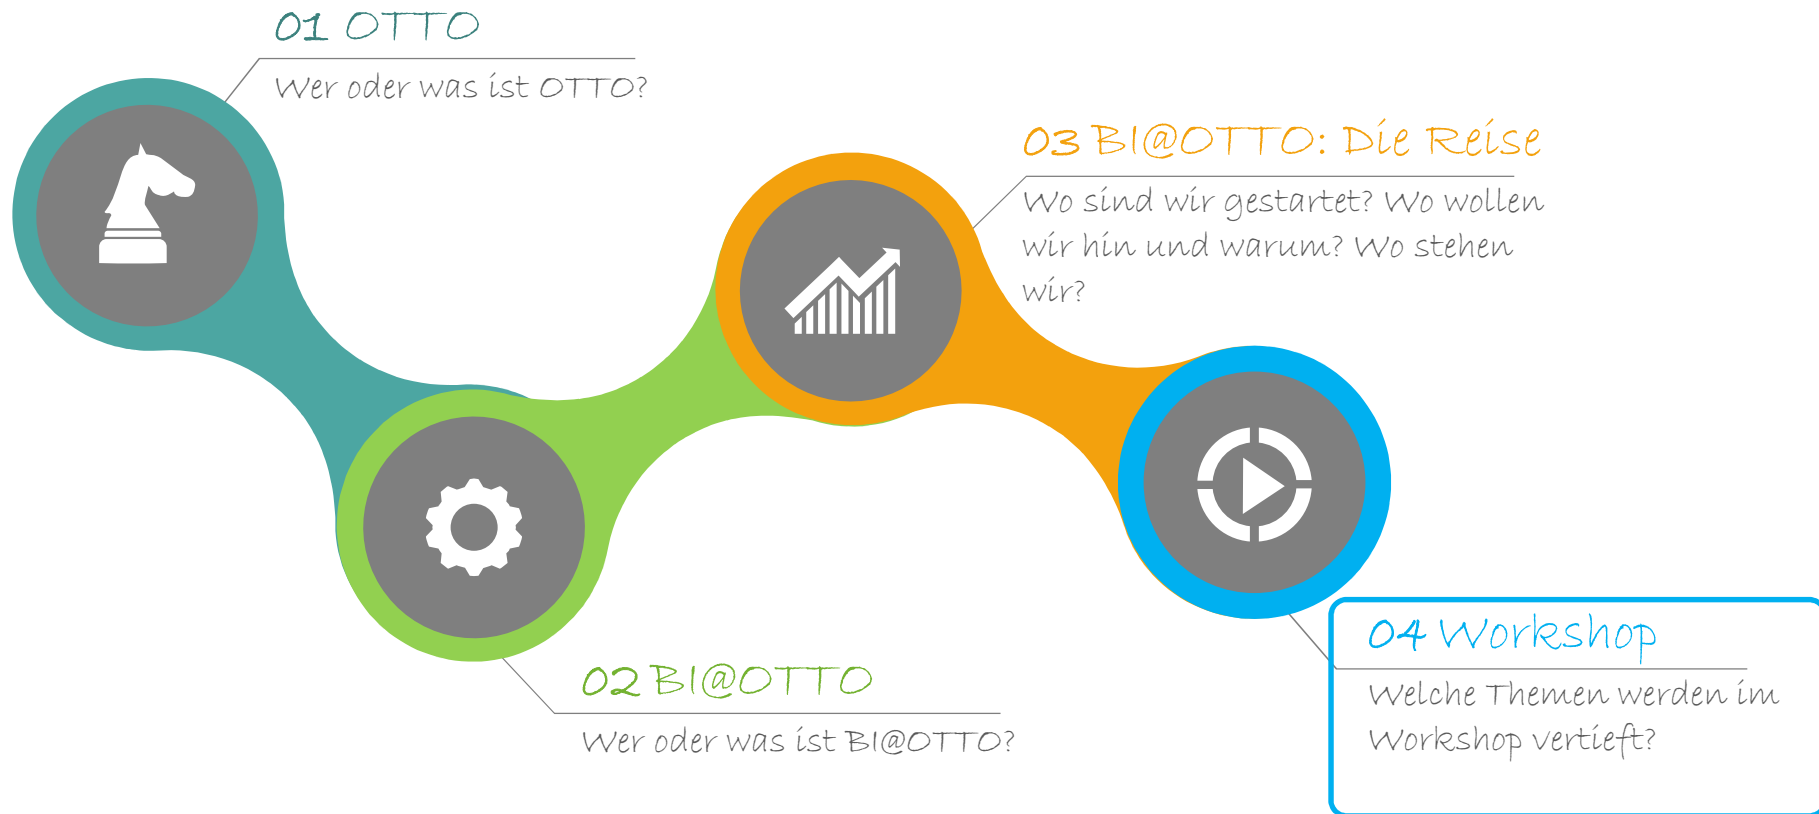 01 OTTO
Wer oder was ist OTTO?
02 BI@OTTO
Wer oder was ist BI@OTTO?
03 BI@OTTO: Die Reise
Wo sind wir gestartet? Wo wollen
wir hin und warum? Wo stehen
wir?
04 Workshop
Welche Themen werden im
Workshop vertieft?